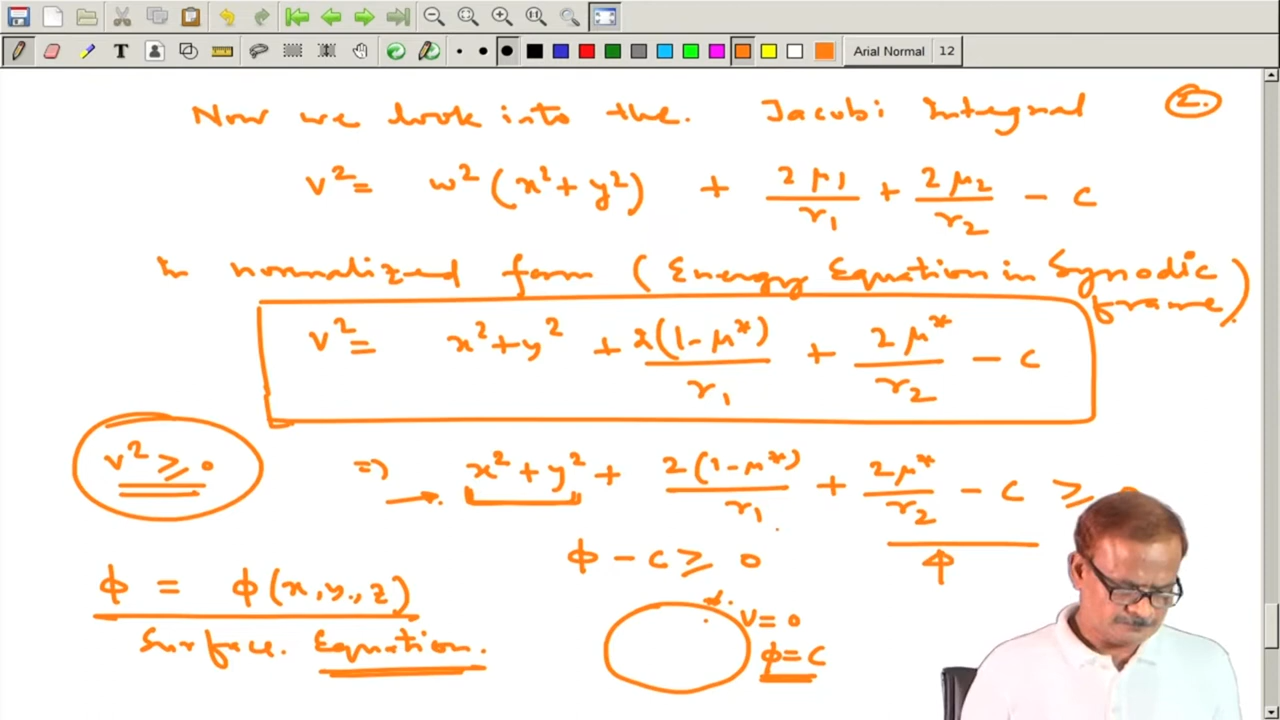 T Arial Normal 12
Now we look into the. Jacobi Integral 2.
v² = ω²(x² + y²) + 2μ₁/r₁ + 2μ₂/r₂ - C
In normalized form (Energy Equation in Synodic frame)
v² = x² + y² + 2(1-μ*)/r₁ + 2μ*/r₂ - C
v² ≥ 0 ⇒ x² + y² + 2(1-μ*)/r₁ + 2μ*/r₂ - C ≥ 0
ϕ - C ≥ 0 ϕ
ϕ = ϕ(x, y, z)
v = 0
Surface. Equation.
ϕ = C